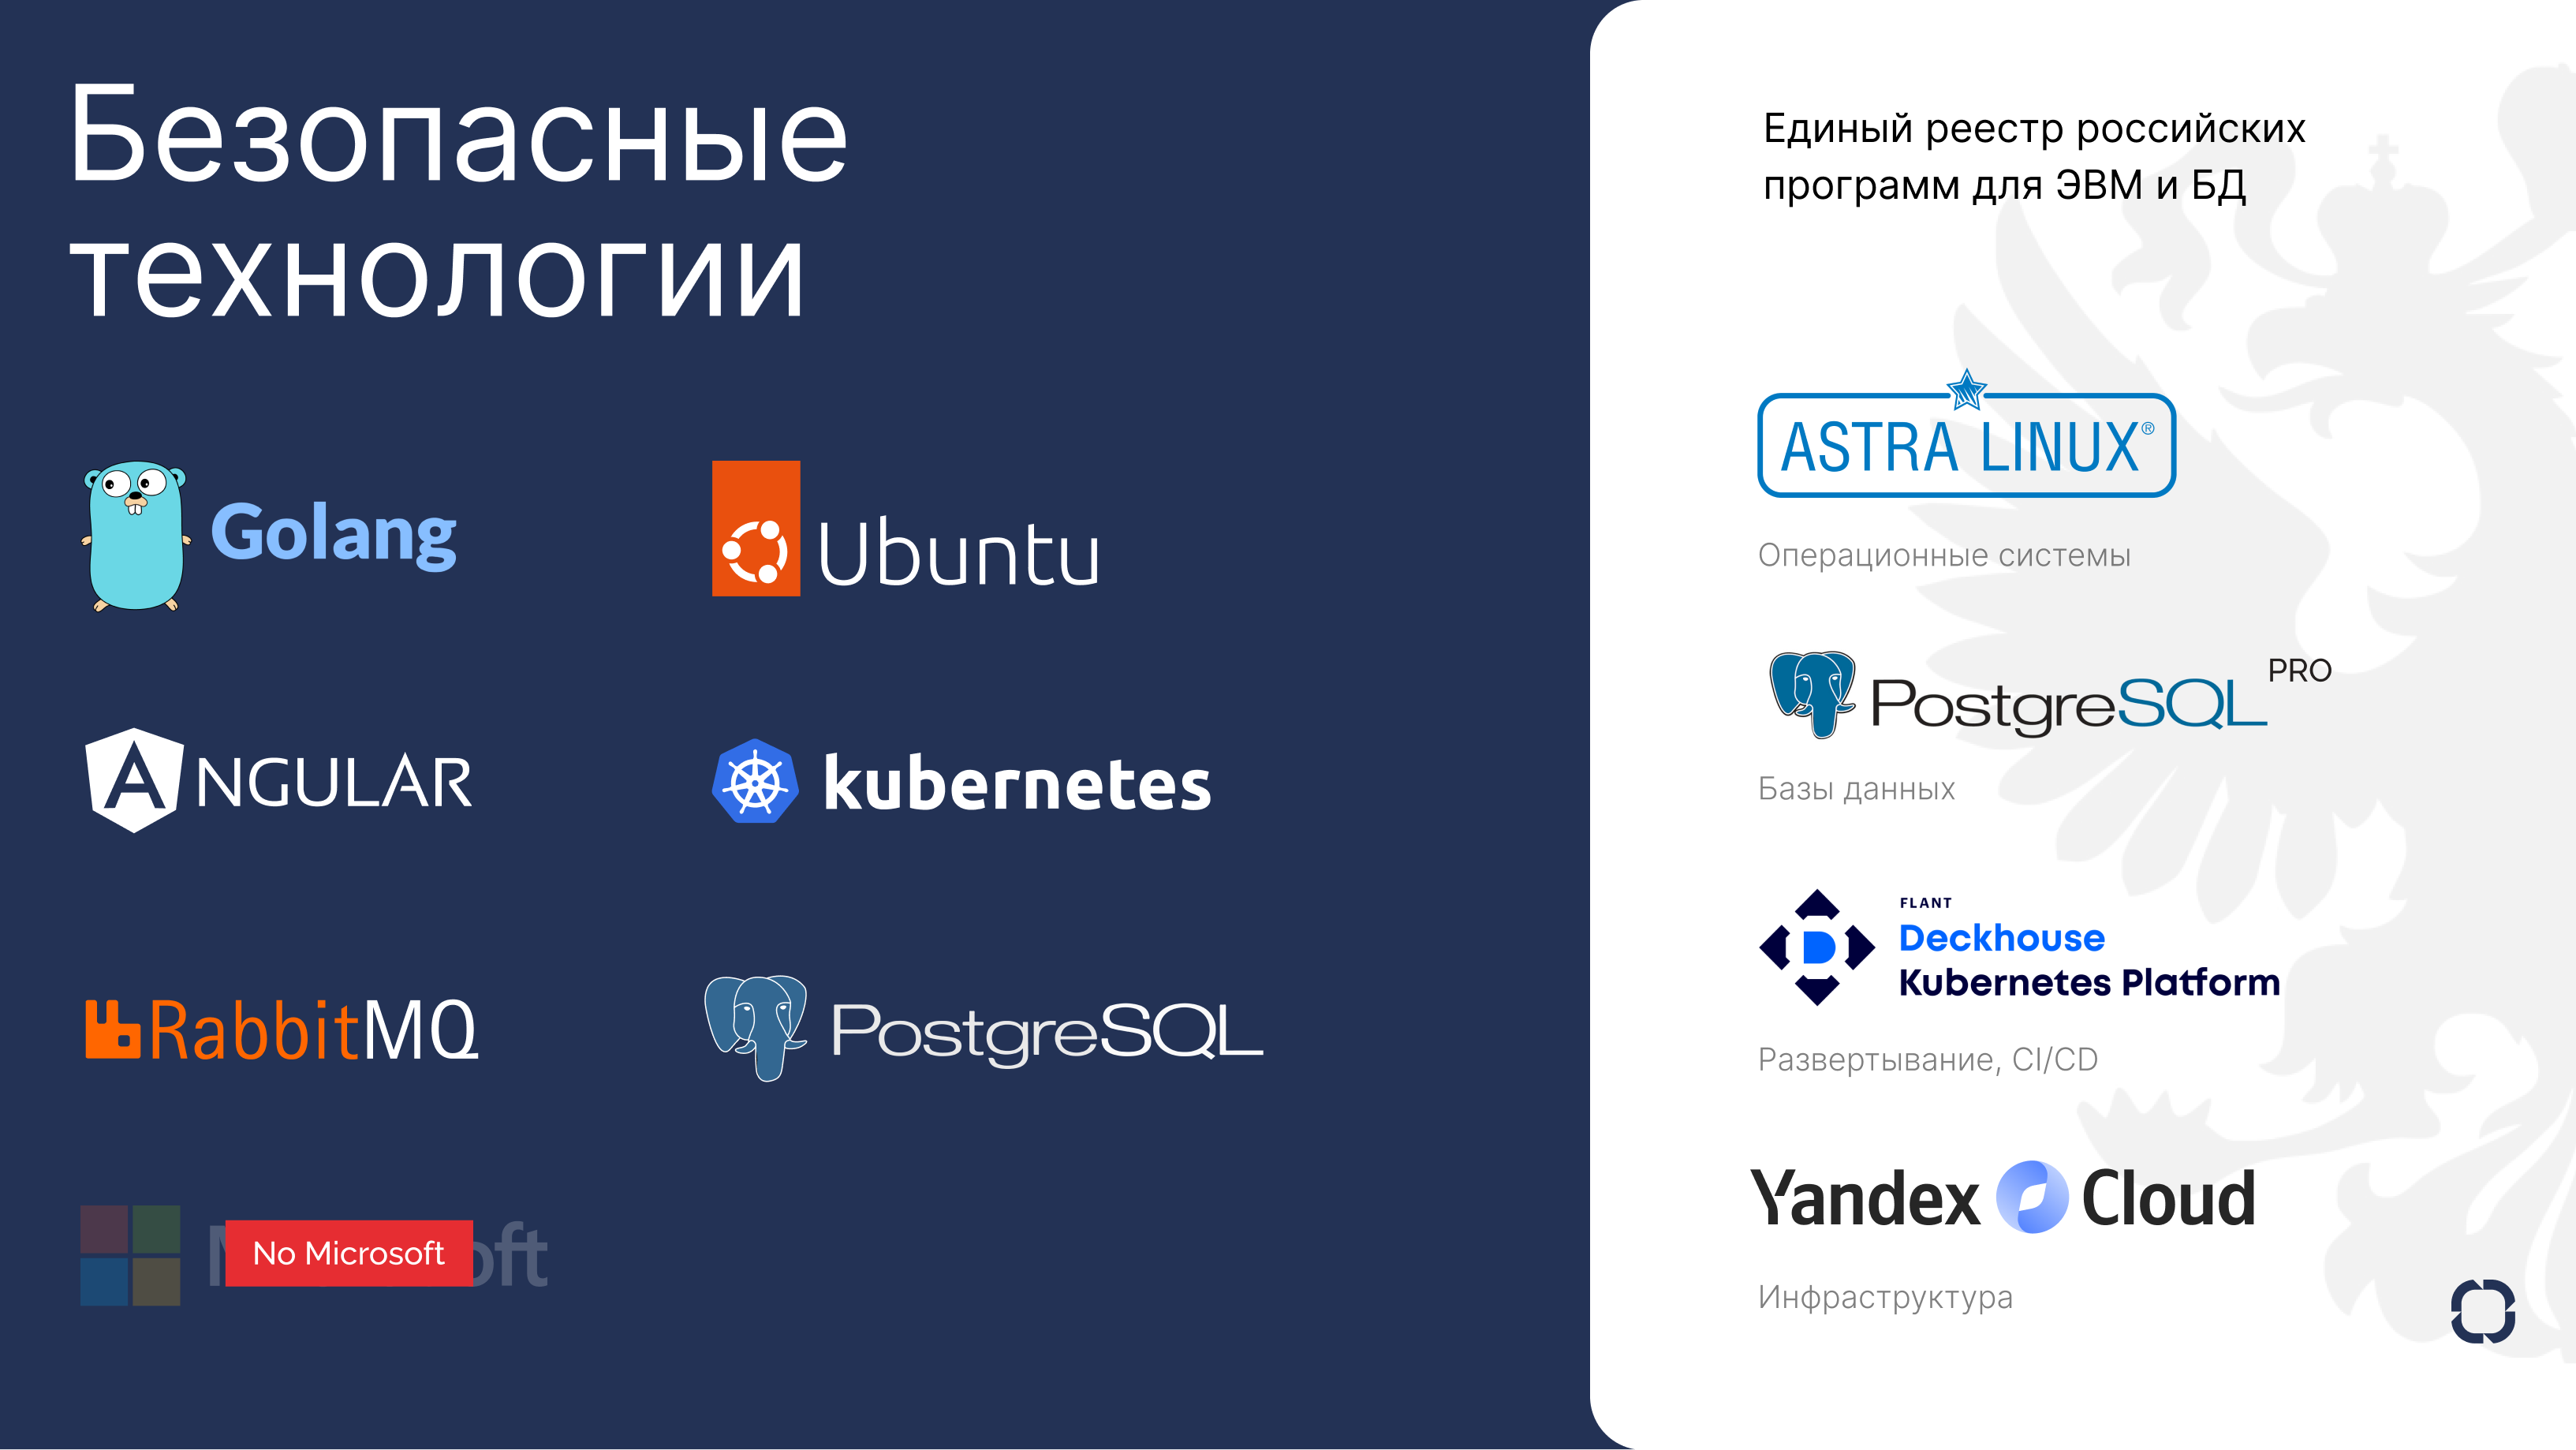 Безопасные
технологии
Golang
Ubuntu
ANGULAR
kubernetes
RabbitMQ
PostgreSQL
No Microsoft
Единый реестр российских
программ для ЭВМ и БД
ASTRA LINUX®
Операционные системы
PostgreSQL PRO
Базы данных
FLANT
Deckhouse
Kubernetes Platform
Развертывание, CI/CD
Yandex Cloud
Инфраструктура